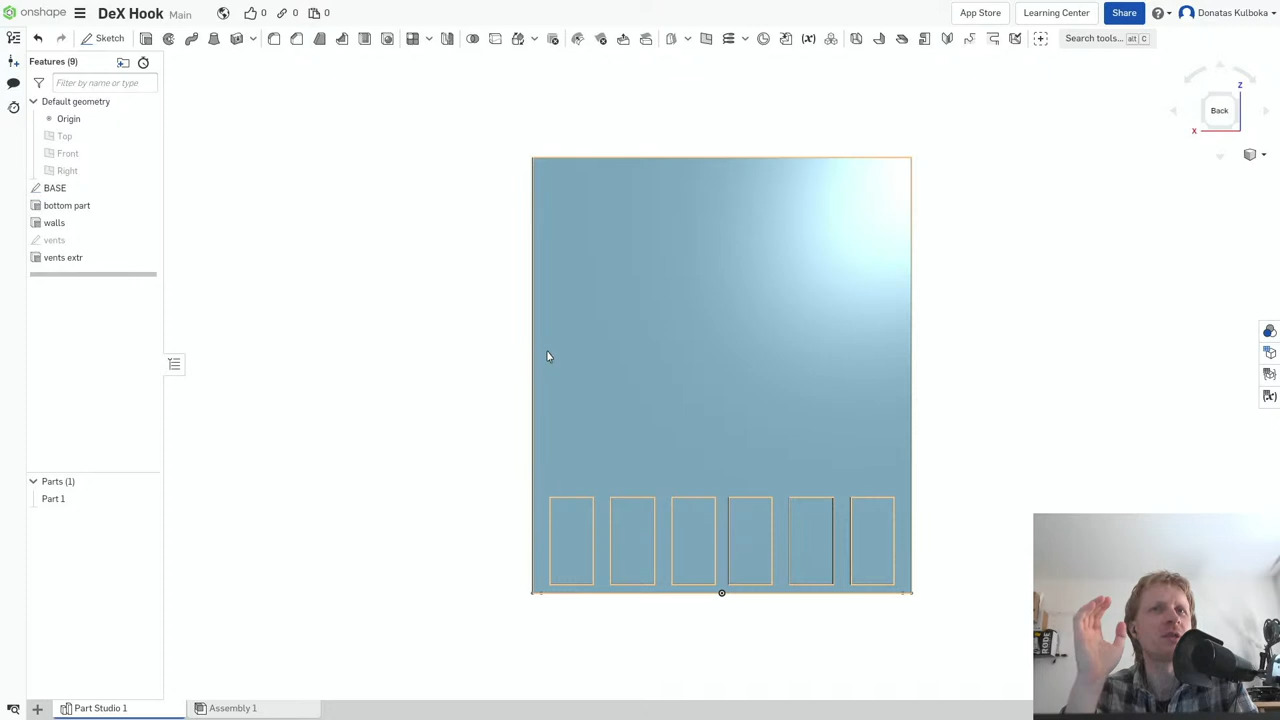 onshape
DeX Hook Main
0
0
0
App Store
Learning Center
Share
Donatas Kulboka
Sketch
Search tools... alt C
Features (9)
Filter by name or type
Default geometry
Origin
Top
Front
Right
BASE
bottom part
walls
vents
vents extr
Parts (1)
Part 1
Z
Back
X
RODE
Part Studio 1
Assembly 1